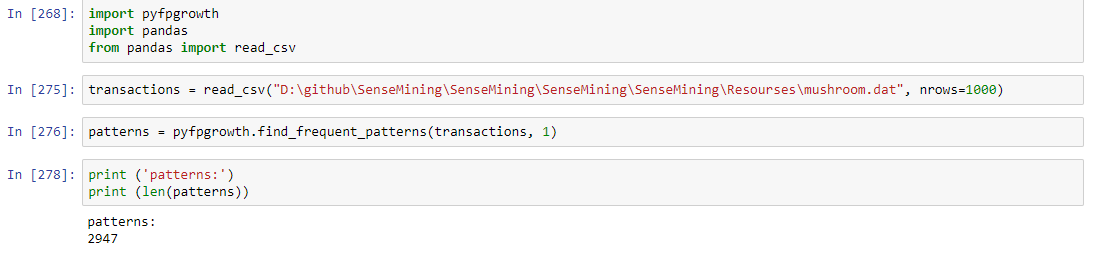 In [268]: import pyfpgrowth
import pandas
from pandas import read_csv
In [275]: transactions = read_csv("D:\github\SenseMining\SenseMining\SenseMining\SenseMining\Resourses\mushroom.dat", nrows=1000)
In [276]: patterns = pyfpgrowth.find_frequent_patterns(transactions, 1)
In [278]: print ('patterns:')
print (len(patterns))
patterns:
2947